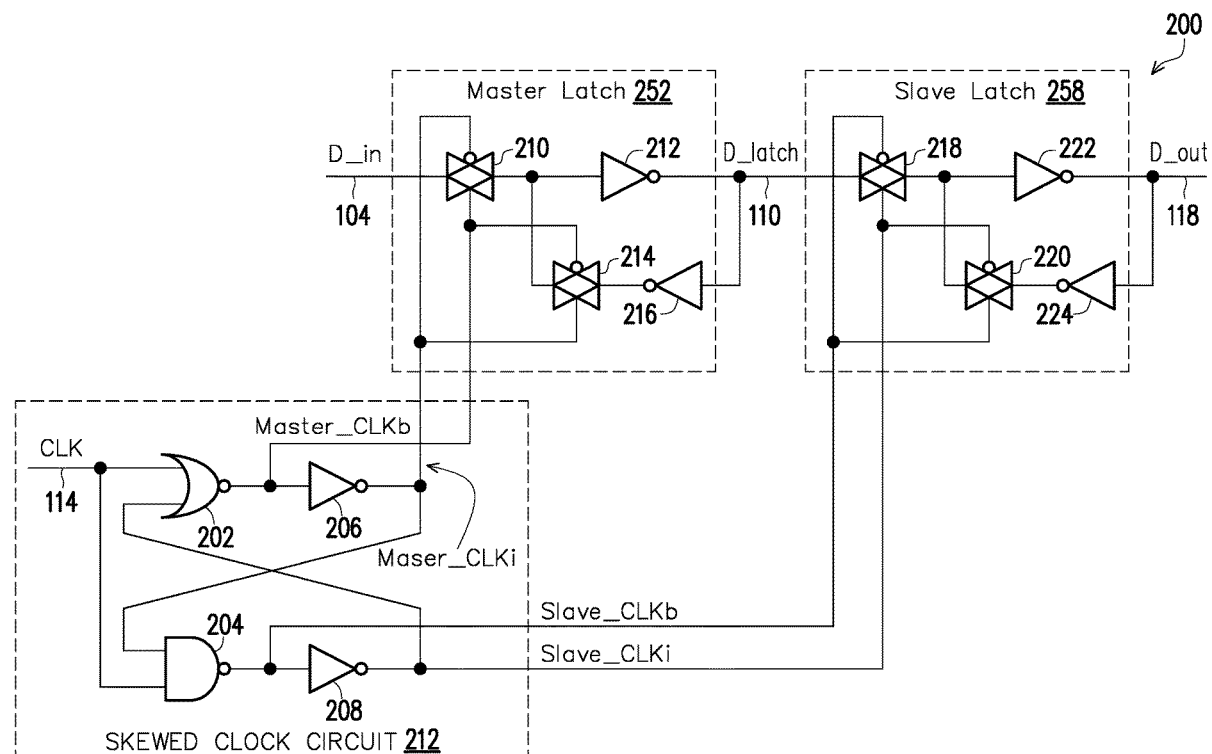 200
Master Latch 252
Slave Latch 258
D_in
210
212
D_latch
218
222
D_out
104
110
118
214
220
216
224
Master_CLKb
CLK
114
202
206
Maser_CLKi
204
Slave_CLKb
Slave_CLKi
208
SKEWED CLOCK CIRCUIT 212